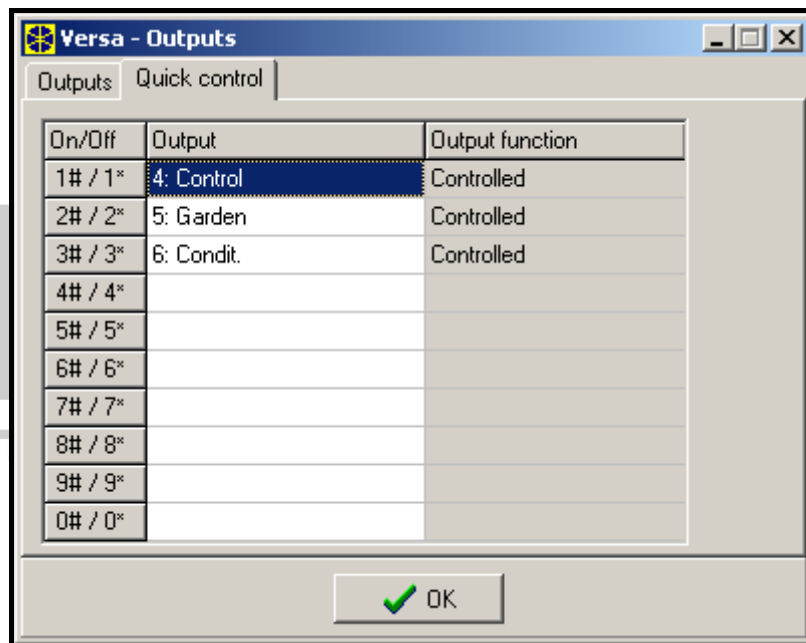 Versa - Outputs
Outputs Quick control
On/Off Output Output function
1# / 1* 4: Control Controlled
2# / 2* 5: Garden Controlled
3# / 3* 6: Condit. Controlled
4# / 4*
5# / 5*
6# / 6*
7# / 7*
8# / 8*
9# / 9*
0# / 0*
OK